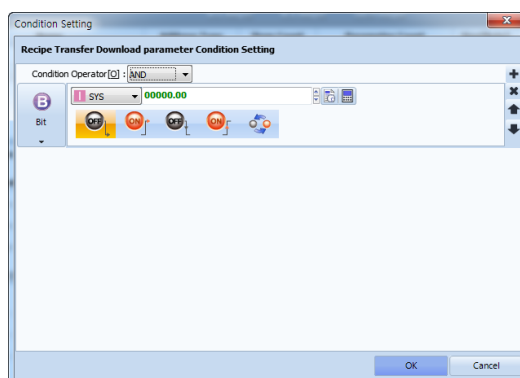 Condition Setting
Recipe Transfer Download parameter Condition Setting
Condition Operator[O] : AND
B
Bit
I SYS 00000.00
OFF ON OFF ON
OK Cancel